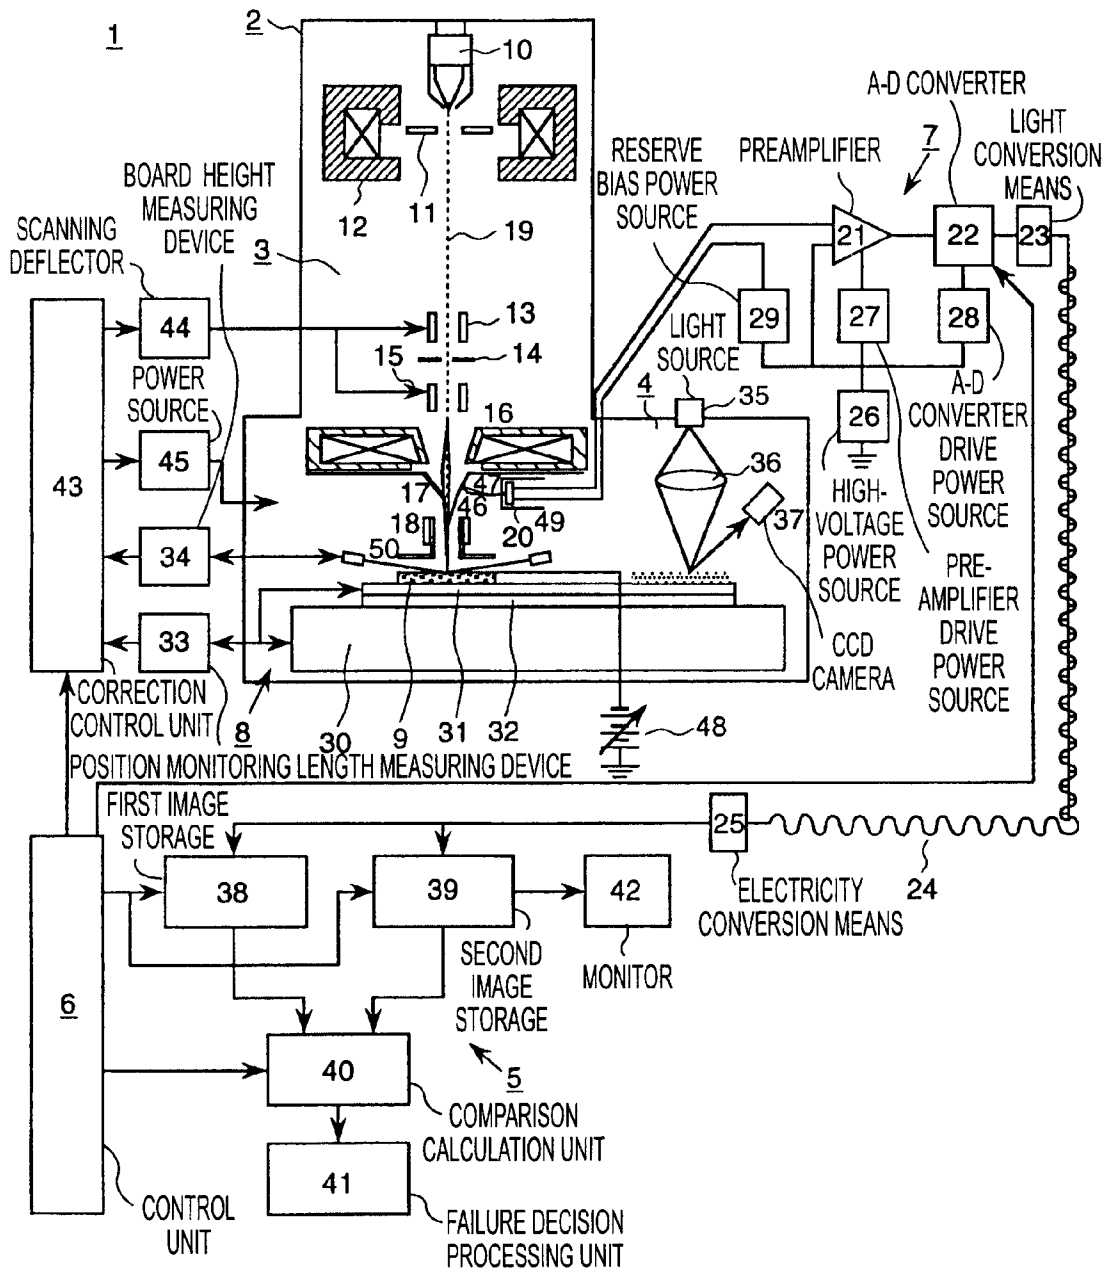 1
2
10
A-D CONVERTER
7
LIGHT
CONVERSION
MEANS
PREAMPLIFIER
RESERVE
BIAS POWER
SOURCE
BOARD HEIGHT
MEASURING
DEVICE
12
11
SCANNING
DEFLECTOR
3
19
21
22
23
44
13
29
27
28
LIGHT
SOURCE
14
POWER
SOURCE
15
4
35
A-D
CONVERTER
DRIVE
POWER
SOURCE
16
26
43
45
36
17
47
46
HIGH-
VOLTAGE
POWER
SOURCE
18
20
49
37
34
50
PRE-
AMPLIFIER
DRIVE
POWER
SOURCE
33
CCD
CAMERA
CORRECTION
CONTROL UNIT
8
30
9
31
32
48
POSITION MONITORING LENGTH MEASURING DEVICE
FIRST IMAGE
STORAGE
25
24
38
39
42
ELECTRICITY
CONVERSION MEANS
SECOND
IMAGE
STORAGE
MONITOR
6
40
5
COMPARISON
CALCULATION UNIT
41
CONTROL
UNIT
FAILURE DECISION
PROCESSING UNIT